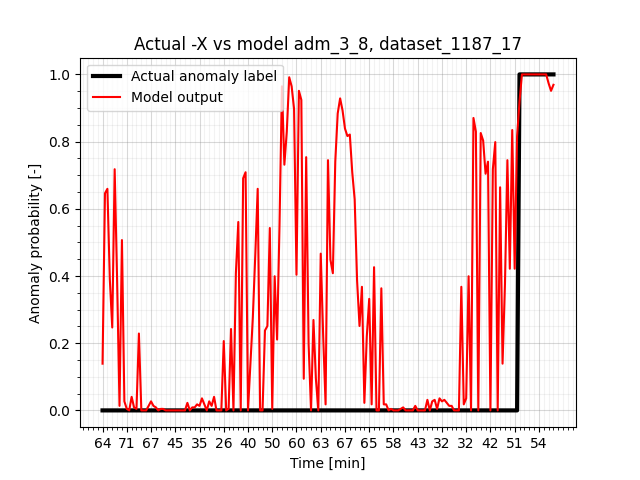 Actual -X vs model adm_3_8, dataset_1187_17
Actual anomaly label
Model output
Anomaly probability [-]
1.0
0.8
0.6
0.4
0.2
0.0
64 71 67 45 35 26 40 50 60 63 67 65 58 43 32 32 42 51 54
Time [min]